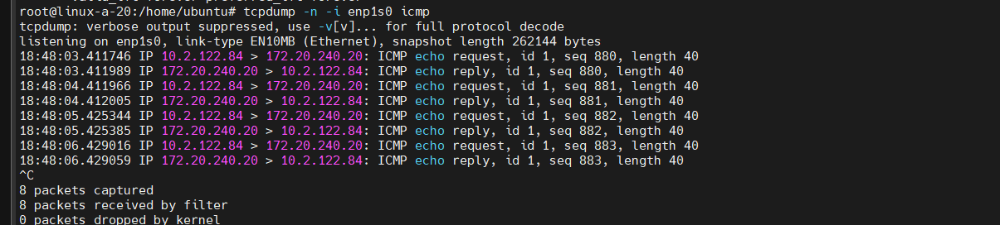 root@linux-a-20:/home/ubuntu# tcpdump -n -i enp1s0 icmp
tcpdump: verbose output suppressed, use -v[v]... for full protocol decode
listening on enp1s0, link-type EN10MB (Ethernet), snapshot length 262144 bytes
18:48:03.411746 IP 10.2.122.84 > 172.20.240.20: ICMP echo request, id 1, seq 880, length 40
18:48:03.411989 IP 172.20.240.20 > 10.2.122.84: ICMP echo reply, id 1, seq 880, length 40
18:48:04.411966 IP 10.2.122.84 > 172.20.240.20: ICMP echo request, id 1, seq 881, length 40
18:48:04.412005 IP 172.20.240.20 > 10.2.122.84: ICMP echo reply, id 1, seq 881, length 40
18:48:05.425344 IP 10.2.122.84 > 172.20.240.20: ICMP echo request, id 1, seq 882, length 40
18:48:05.425385 IP 172.20.240.20 > 10.2.122.84: ICMP echo reply, id 1, seq 882, length 40
18:48:06.429016 IP 10.2.122.84 > 172.20.240.20: ICMP echo request, id 1, seq 883, length 40
18:48:06.429059 IP 172.20.240.20 > 10.2.122.84: ICMP echo reply, id 1, seq 883, length 40
^C
8 packets captured
8 packets received by filter
0 packets dropped by kernel